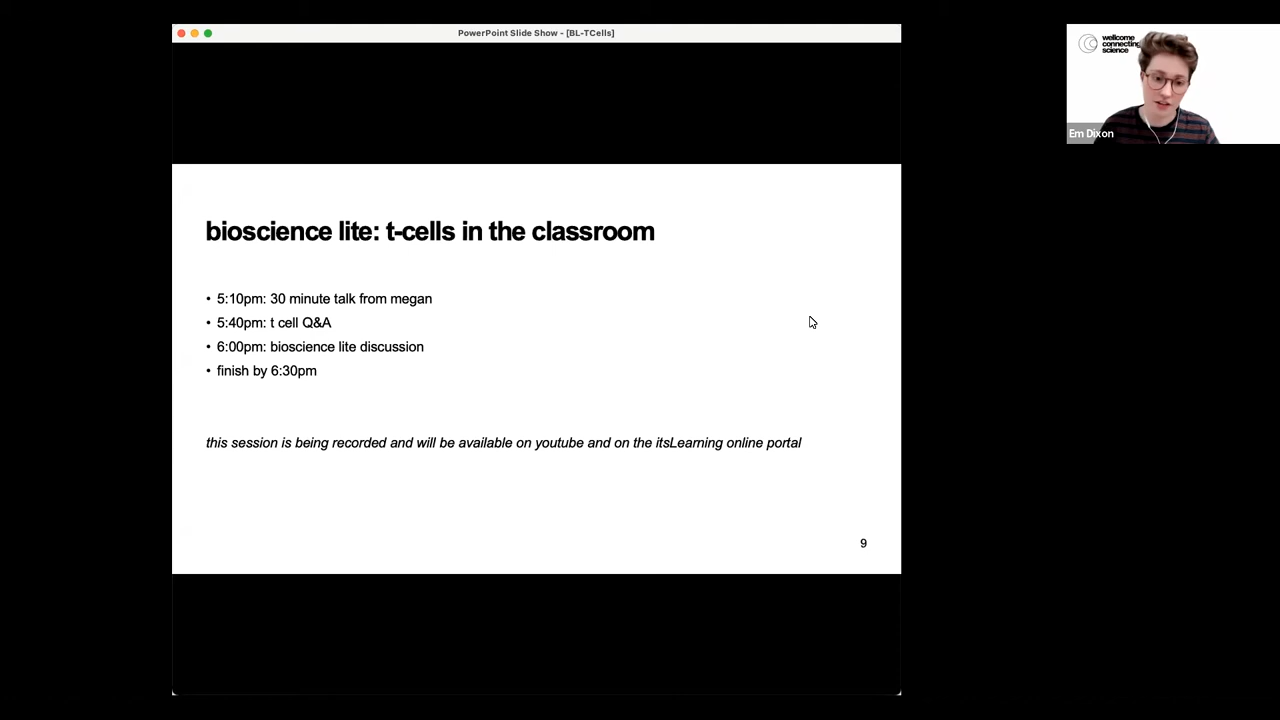 PowerPoint Slide Show - [BL-TCells]
wellcome
connecting
science
Em Dixon
bioscience lite: t-cells in the classroom
• 5:10pm: 30 minute talk from megan
• 5:40pm: t cell Q&A
• 6:00pm: bioscience lite discussion
• finish by 6:30pm
this session is being recorded and will be available on youtube and on the itsLearning online portal
9